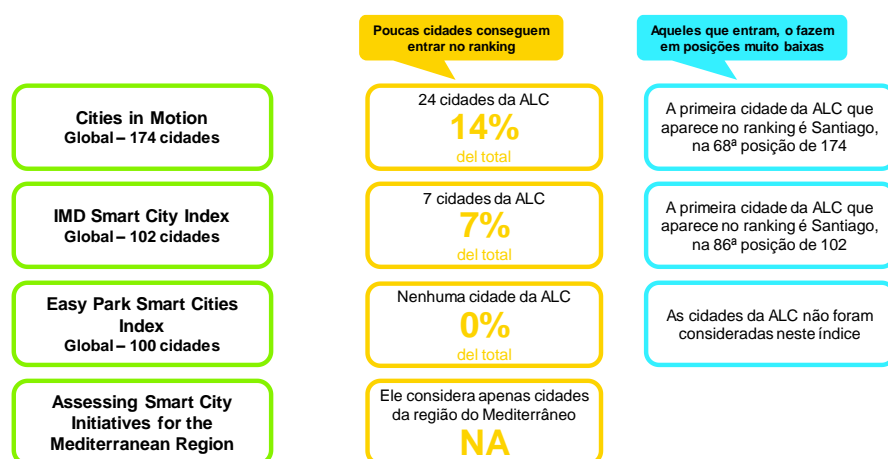 Poucas cidades conseguem
entrar no ranking
Aqueles que entram, o fazem
em posições muito baixas
Cities in Motion
Global – 174 cidades
24 cidades da ALC
14%
del total
A primeira cidade da ALC que
aparece no ranking é Santiago,
na 68ª posição de 174
IMD Smart City Index
Global – 102 cidades
7 cidades da ALC
7%
del total
A primeira cidade da ALC que
aparece no ranking é Santiago,
na 86ª posição de 102
Easy Park Smart Cities
Index
Global – 100 cidades
Nenhuma cidade da ALC
0%
del total
As cidades da ALC não foram
consideradas neste índice
Assessing Smart City
Initiatives for the
Mediterranean Region
Ele considera apenas cidades
da região do Mediterrâneo
NA